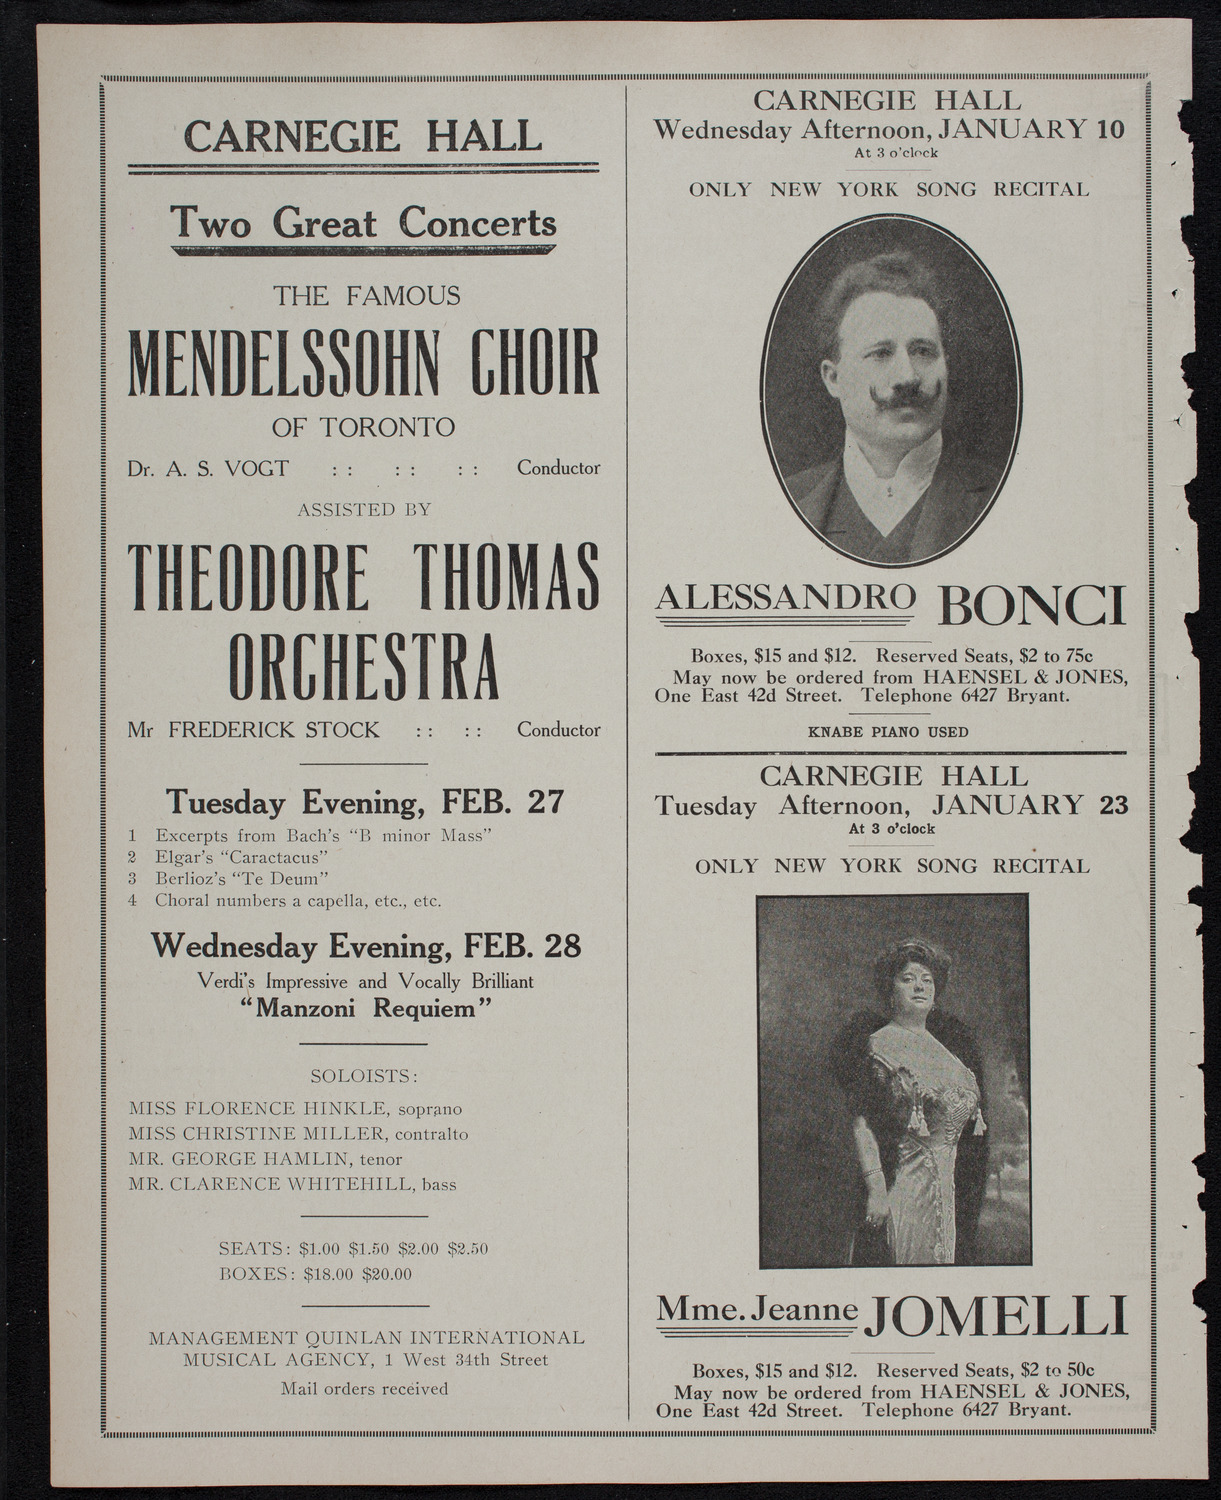 CARNEGIE HALL
Two Great Concerts
THE FAMOUS
MENDELSSOHN CHOIR
OF TORONTO
Dr. A. S. VOGT : : : : : : Conductor
ASSISTED BY
THEODORE THOMAS
ORCHESTRA
Mr FREDERICK STOCK : : : : Conductor
Tuesday Evening, FEB. 27
1 Excerpts from Bach's "B minor Mass"
2 Elgar's "Caractacus"
3 Berlioz's "Te Deum"
4 Choral numbers a capella, etc., etc.
Wednesday Evening, FEB. 28
Verdi's Impressive and Vocally Brilliant
"Manzoni Requiem"
SOLOISTS:
MISS FLORENCE HINKLE, soprano
MISS CHRISTINE MILLER, contralto
MR. GEORGE HAMLIN, tenor
MR. CLARENCE WHITEHILL, bass
SEATS: $1.00 $1.50 $2.00 $2.50
BOXES: $18.00 $20.00
MANAGEMENT QUINLAN INTERNATIONAL
MUSICAL AGENCY, 1 West 34th Street
Mail orders received
CARNEGIE HALL
Wednesday Afternoon, JANUARY 10
At 3 o'clock
ONLY NEW YORK SONG RECITAL
ALESSANDRO BONCI
Boxes, $15 and $12. Reserved Seats, $2 to 75c
May now be ordered from HAENSEL & JONES,
One East 42d Street. Telephone 6427 Bryant.
KNABE PIANO USED
CARNEGIE HALL
Tuesday Afternoon, JANUARY 23
At 3 o'clock
ONLY NEW YORK SONG RECITAL
Mme. Jeanne JOMELLI
Boxes, $15 and $12. Reserved Seats, $2 to 50c
May now be ordered from HAENSEL & JONES,
One East 42d Street. Telephone 6427 Bryant.